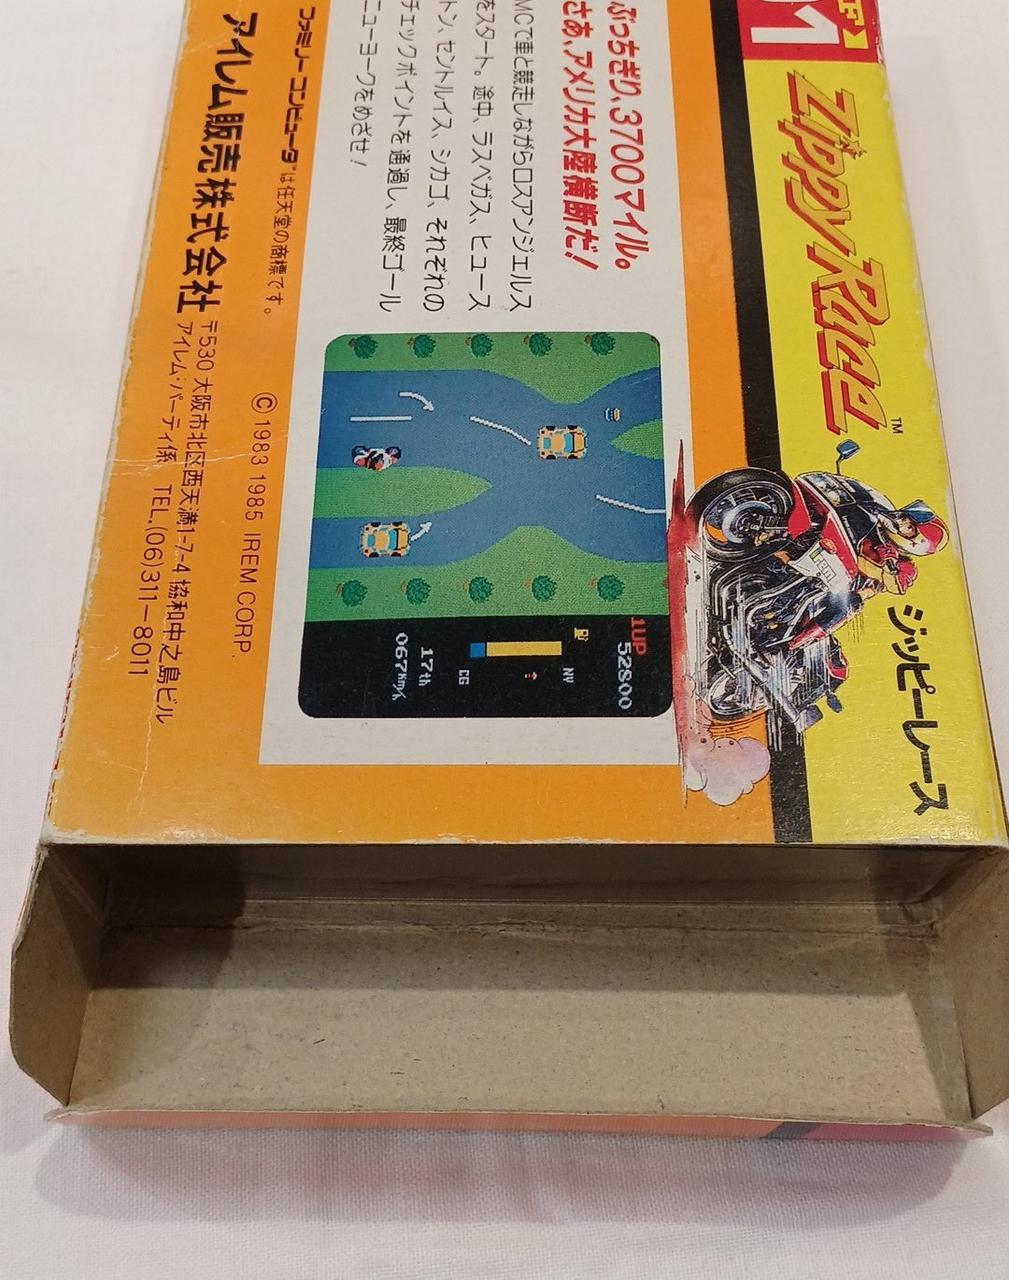 01
Zippy Race™
ジッピーレース
ぶっちぎり、3700マイル。
さあ、アメリカ大陸横断だ!
MCで車と競走しながらロスアンジェルス
をスタート。途中、ラスベガス、ヒュース
トン、セントルイス、シカゴ、それぞれの
チェックポイントを通過し、最終ゴール
ニューヨークをめざせ!
1UP
52800
NY
CG
17th
067km/h
irem
ファミリーコンピュータ™は任天堂の商標です。
© 1983 1985 IREM CORP.
アイレム販売株式会社
〒530 大阪市北区西天満1-7-4 協和中之島ビル
アイレム・パーティ係 TEL.(06)311-8011